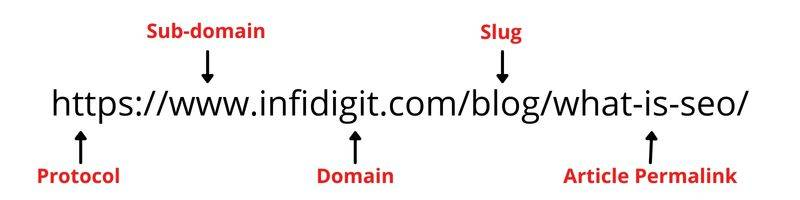 Sub-domain Slug
https://www.infidigit.com/blog/what-is-seo/
Protocol Domain Article Permalink